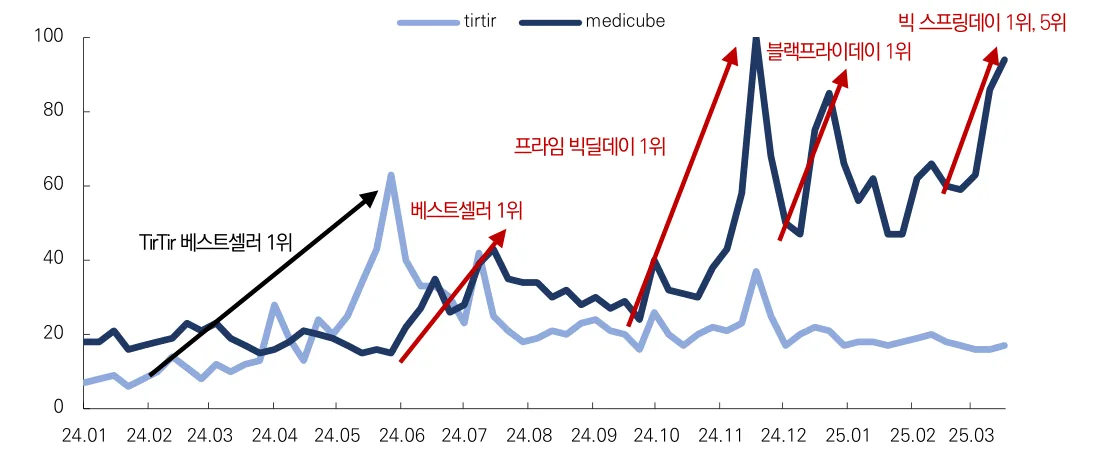 tirtir medicube
빅 스프링데이 1위, 5위
블랙프라이데이 1위
프라임 빅딜데이 1위
베스트셀러 1위
TirTir 베스트셀러 1위
100
80
60
40
20
0
24.01 24.02 24.03 24.04 24.05 24.06 24.07 24.08 24.09 24.10 24.11 24.12 25.01 25.02 25.03